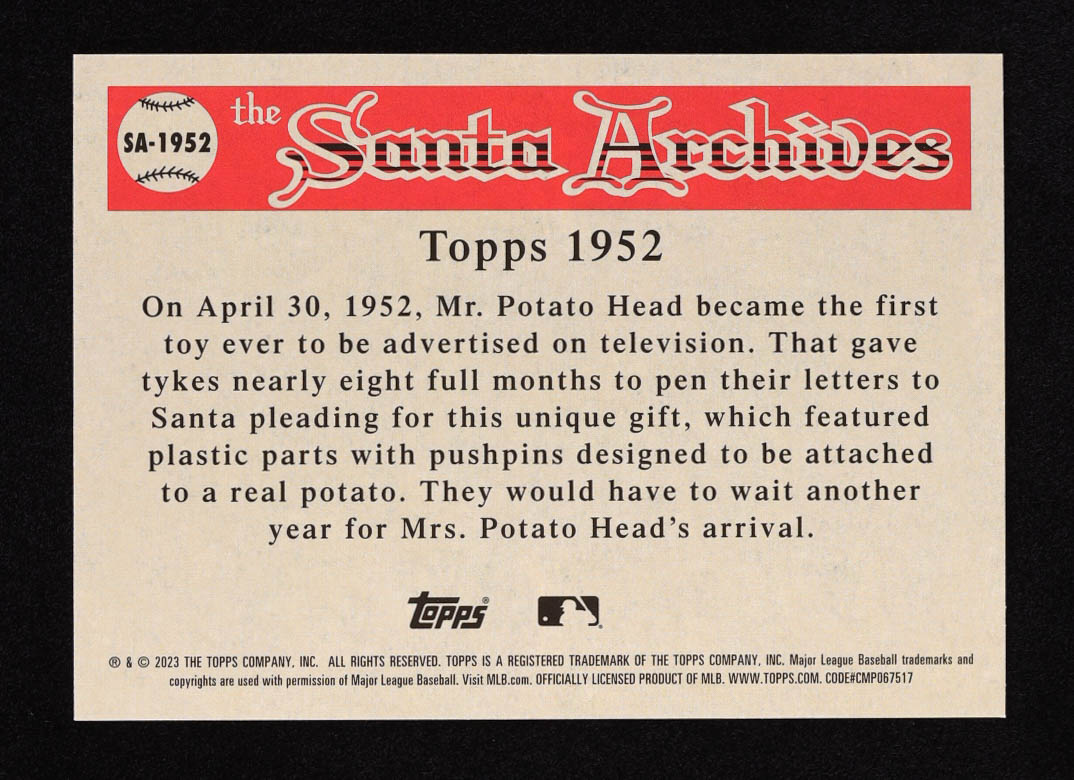 SA-1952
the Santa Archives
Topps 1952
On April 30, 1952, Mr. Potato Head became the first
toy ever to be advertised on television. That gave
tykes nearly eight full months to pen their letters to
Santa pleading for this unique gift, which featured
plastic parts with pushpins designed to be attached
to a real potato. They would have to wait another
year for Mrs. Potato Head's arrival.
Topps®
® & © 2023 THE TOPPS COMPANY, INC. ALL RIGHTS RESERVED. TOPPS IS A REGISTERED TRADEMARK OF THE TOPPS COMPANY, INC. Major League Baseball trademarks and
copyrights are used with permission of Major League Baseball. Visit MLB.com. OFFICIALLY LICENSED PRODUCT OF MLB. WWW.TOPPS.COM. CODE#CMP067517